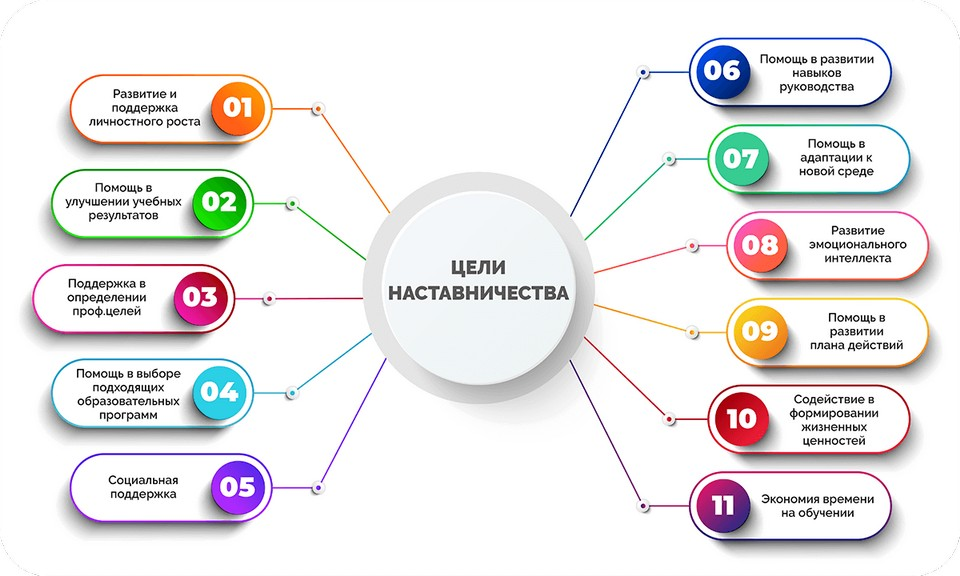 ЦЕЛИ
НАСТАВНИЧЕСТВА
01
Развитие и
поддержка
личностного роста
02
Помощь в
улучшении учебных
результатов
03
Поддержка в
определении
проф.целей
04
Помощь в выборе
подходящих
образовательных
программ
05
Социальная
поддержка
06
Помощь в развитии
навыков
руководства
07
Помощь в
адаптации к
новой среде
08
Развитие
эмоционального
интеллекта
09
Помощь в
развитии
плана действий
10
Содействие в
формировании
жизненных
ценностей
11
Экономия времени
на обучении